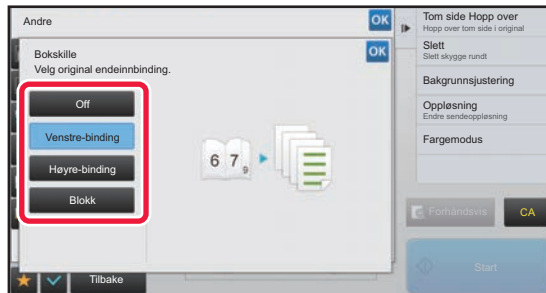 Andre
OK
Bokskille
OK
Velg original endeinnbinding.
Off
Venstre-binding
Høyre-binding
Blokk
6 7
9
Tilbake
Tom side Hopp over
Hopp over tom side i original
Slett
Slett skygge rundt
Bakgrunnsjustering
Oppløsning
Endre sendeoppløsning
Fargemodus
Forhåndsvis
CA
Start